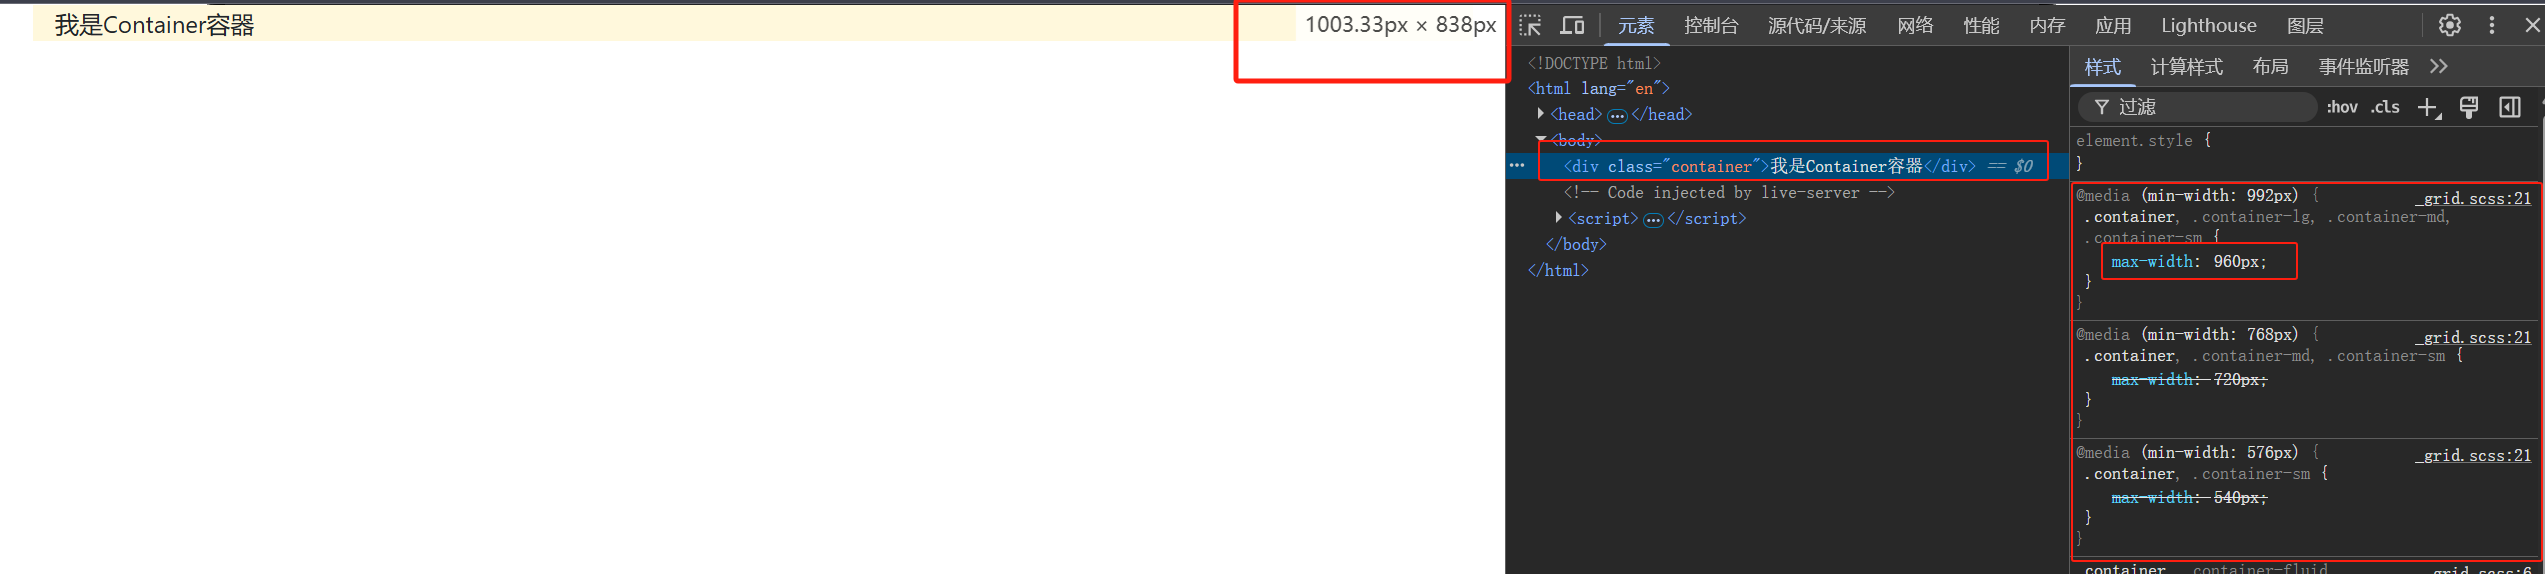 我是Container容器
1003.33px × 838px
元素 控制台 源代码/来源 网络 性能 内存 应用 Lighthouse 图层
<!DOCTYPE html>
<html lang="en">
<head> ⋯ </head>
<body>
<div class="container">我是Container容器</div> == $0
<!-- Code injected by live-server -->
<script> ⋯ </script>
</body>
</html>
样式 计算样式 布局 事件监听器
过滤 :hov .cls
element.style {
}
@media (min-width: 992px) { _grid.scss:21
.container, .container-lg, .container-md,
.container-sm {
max-width: 960px;
}
}
@media (min-width: 768px) { _grid.scss:21
.container, .container-md, .container-sm {
max-width: 720px;
}
}
@media (min-width: 576px) { _grid.scss:21
.container, .container-sm {
max-width: 540px;
}
}
.container, .container-fluid, _grid.scss:6